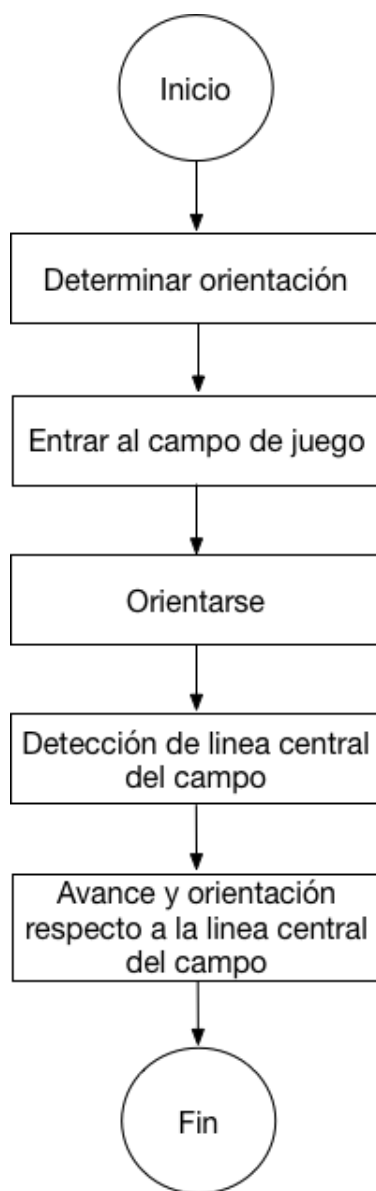 Inicio
Determinar orientación
Entrar al campo de juego
Orientarse
Detección de linea central
del campo
Avance y orientación
respecto a la linea central
del campo
Fin